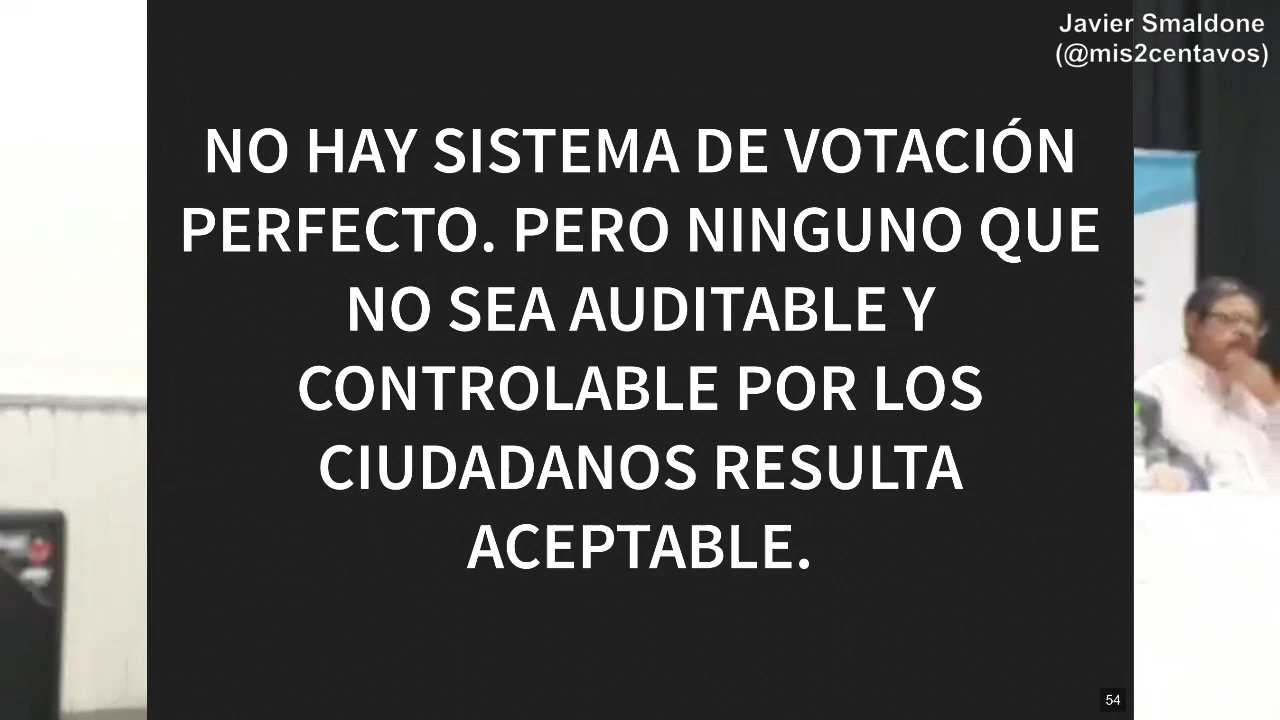 Javier Smaldone
(@mis2centavos)
NO HAY SISTEMA DE VOTACIÓN
PERFECTO. PERO NINGUNO QUE
NO SEA AUDITABLE Y
CONTROLABLE POR LOS
CIUDADANOS RESULTA
ACEPTABLE.
54